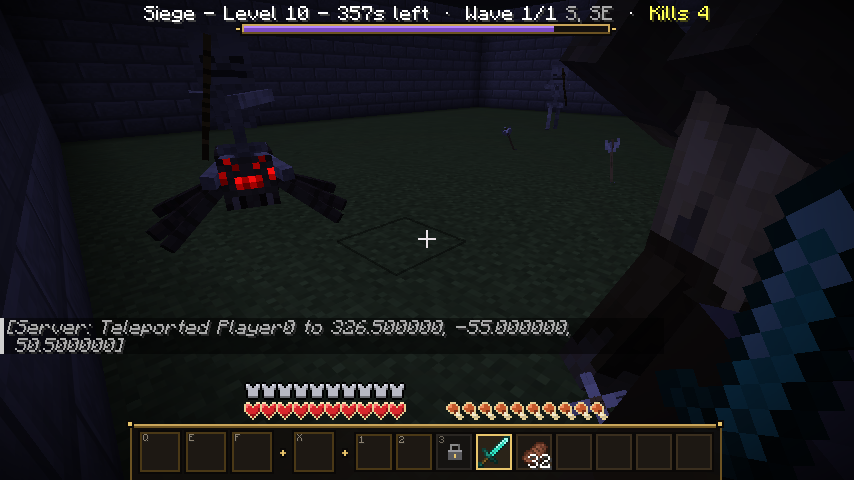 Siege – Level 10 – 357s left · Wave 1/1 S, SE · Kills 4
[Server: Teleported Player0 to 326.500000, -55.000000,
50.500000]
Q E F X 1 2 3
32